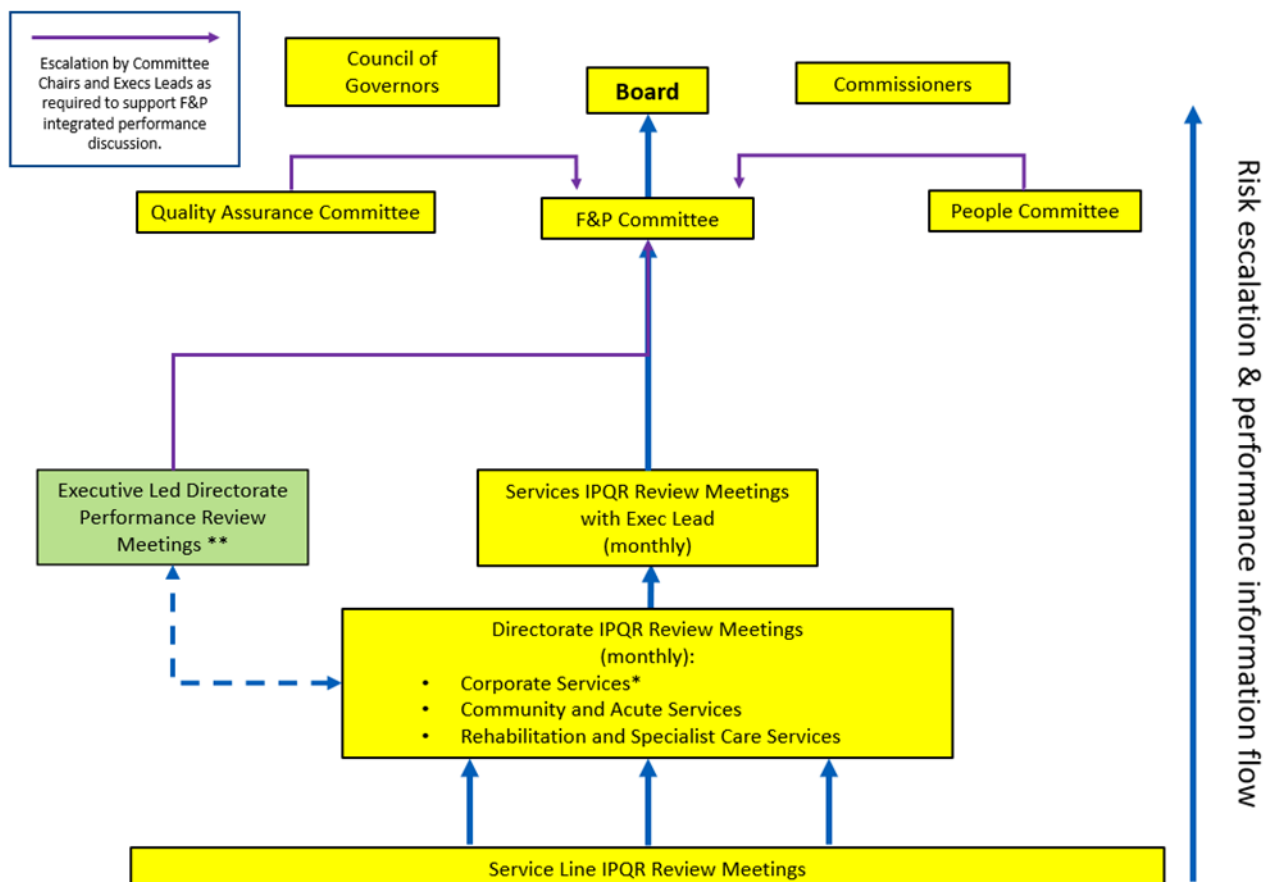 Escalation by Committee
Chairs and Execs Leads as
required to support F&P
integrated performance
discussion.
Council of
Governors
Board
Commissioners
Quality Assurance Committee
F&P Committee
People Committee
Executive Led Directorate
Performance Review
Meetings **
Services IPQR Review Meetings
with Exec Lead
(monthly)
Directorate IPQR Review Meetings
(monthly):
• Corporate Services*
• Community and Acute Services
• Rehabilitation and Specialist Care Services
Service Line IPQR Review Meetings
Risk escalation & performance information flow